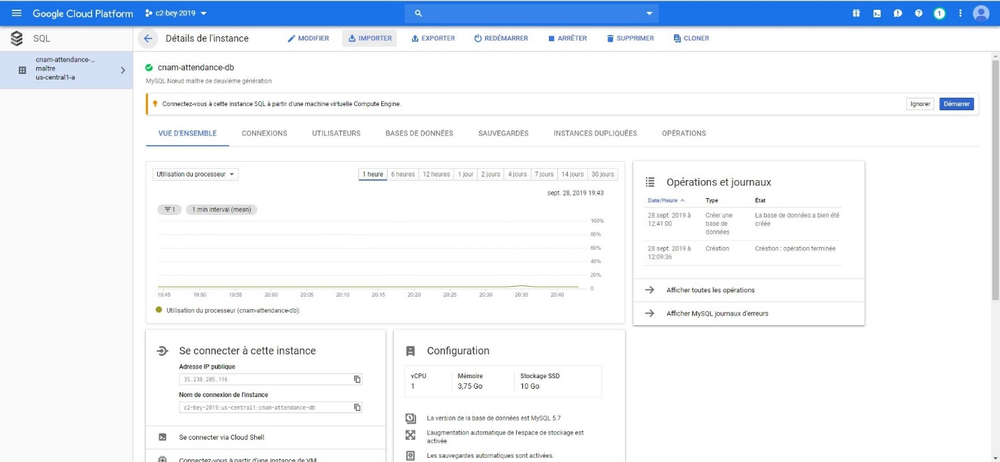 Google Cloud Platform c2-bey-2019 1
SQL
Détails de l'instance MODIFIER IMPORTER EXPORTER REDÉMARRER ARRÊTER SUPPRIMER CLONER
cnam-attendance-...
maître
us-central1-a
cnam-attendance-db
MySQL Nœud maître de deuxième génération
Connectez-vous à cette instance SQL à partir d'une machine virtuelle Compute Engine. Ignorer Démarrer
VUE D'ENSEMBLE CONNEXIONS UTILISATEURS BASES DE DONNÉES SAUVEGARDES INSTANCES DUPLIQUÉES OPÉRATIONS
Utilisation du processeur 1 heure 6 heures 12 heures 1 jour 2 jours 4 jours 7 jours 14 jours 30 jours
sept. 28, 2019 19:43
1 1 min interval (mean)
100%
80%
60%
40%
20%
0
19:45 19:50 19:55 20:00 20:05 20:10 20:15 20:20 20:25 20:30 20:35 20:40
Utilisation du processeur (cnam-attendance-db):
Opérations et journaux
Date/Heure Type État
28 sept. 2019 à Créer une La base de données a bien été
12:41:00 base de créée
données
28 sept. 2019 à Création Création : opération terminée
12:09:36
Afficher toutes les opérations
Afficher MySQL journaux d'erreurs
Se connecter à cette instance
Adresse IP publique
35.238.205.116
Nom de connexion de l'instance
c2-bey-2019:us-central1:cnam-attendance-db
Se connecter via Cloud Shell
Connectez-vous à partir d'une instance de VM
Configuration
vCPU Mémoire Stockage SSD
1 3,75 Go 10 Go
La version de la base de données est MySQL 5.7
L'augmentation automatique de l'espace de stockage est
activée
Les sauvegardes automatiques sont activées.